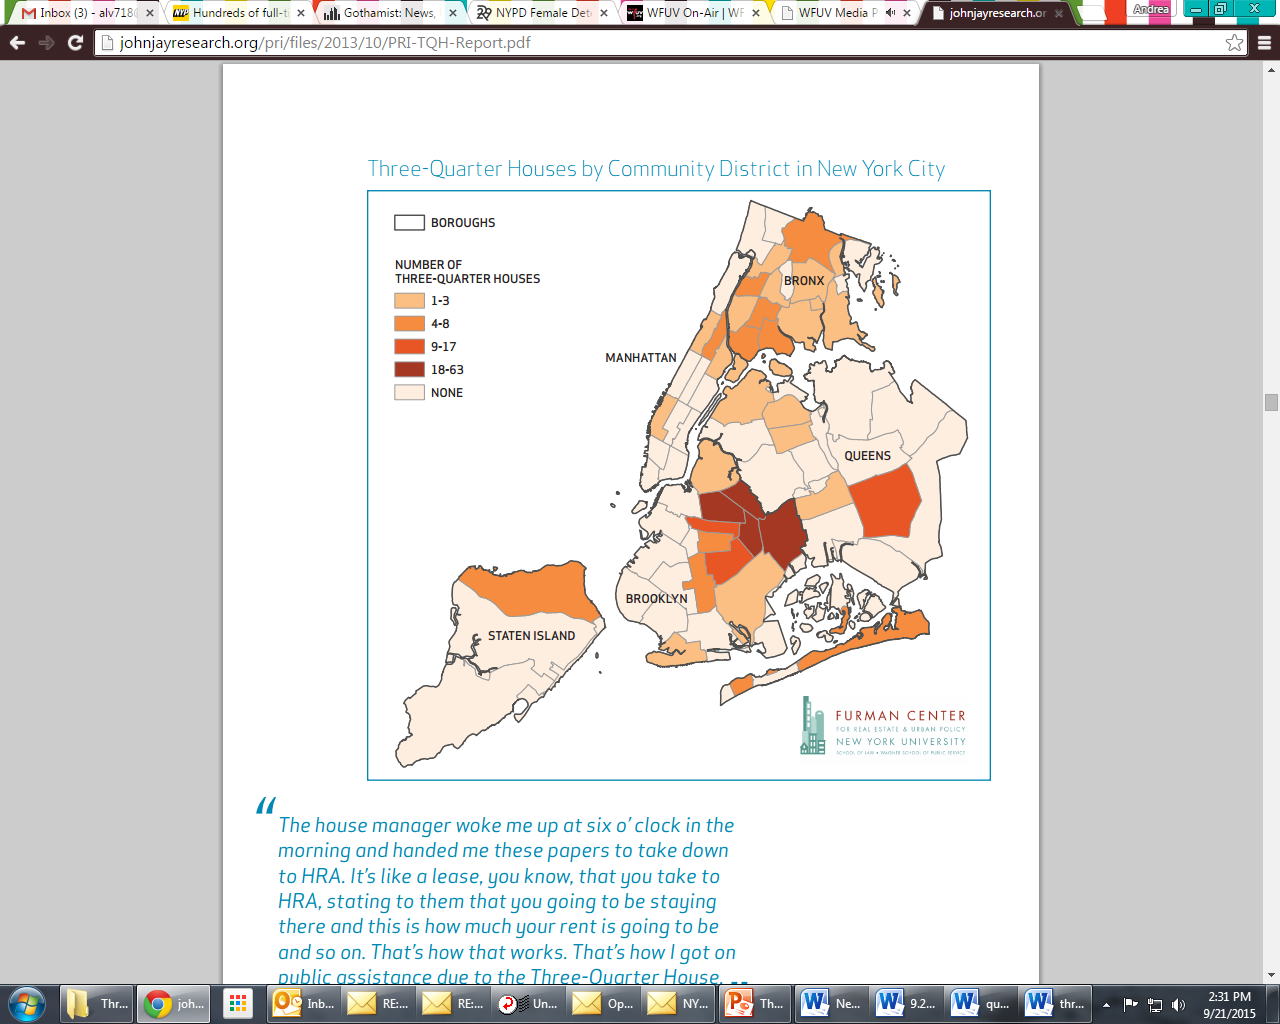 Inbox (3) - alv718
Hundreds of full-ti
Gothamist: News,
NYPD Female Det
WFUV On-Air | WF
WFUV Media P
johnjayresearch.or
Andrea
johnjayresearch.org/pri/files/2013/10/PRI-TQH-Report.pdf
Three-Quarter Houses by Community District in New York City
BOROUGHS
NUMBER OF
THREE-QUARTER HOUSES
1-3
4-8
9-17
18-63
NONE
BRONX
MANHATTAN
QUEENS
BROOKLYN
STATEN ISLAND
FURMAN CENTER
FOR REAL ESTATE & URBAN POLICY
NEW YORK UNIVERSITY
SCHOOL OF LAW • WAGNER SCHOOL OF PUBLIC SERVICE
“ The house manager woke me up at six o’ clock in the
morning and handed me these papers to take down
to HRA. It’s like a lease, you know, that you take to
HRA, stating to them that you going to be staying
there and this is how much your rent is going to be
and so on. That’s how that works. That’s how I got on
public assistance due to the Three-Quarter House.
Thr...
joh...
Inb...
RE:...
RE:...
Un...
Op...
NY...
Th...
Ne...
9.2...
qu...
thr...
2:31 PM
9/21/2015